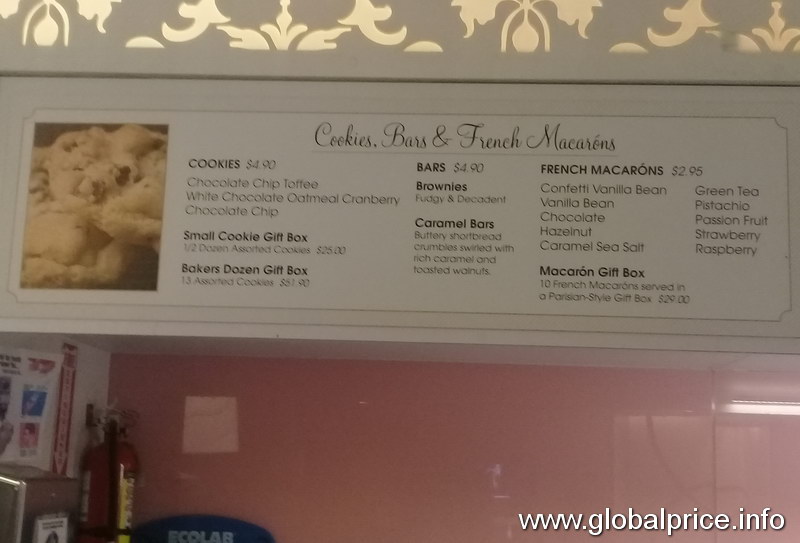 Cookies, Bars & French Macaróns
COOKIES $4.90
Chocolate Chip Toffee
White Chocolate Oatmeal Cranberry
Chocolate Chip
Small Cookie Gift Box
1/2 Dozen Assorted Cookies $25.00
Bakers Dozen Gift Box
13 Assorted Cookies $51.90
BARS $4.90
Brownies
Fudgy & Decadent
Caramel Bars
Buttery shortbread
crumbles swirled with
rich caramel and
toasted walnuts.
FRENCH MACARÓNS $2.95
Confetti Vanilla Bean
Vanilla Bean
Chocolate
Hazelnut
Caramel Sea Salt
Green Tea
Pistachio
Passion Fruit
Strawberry
Raspberry
Macarón Gift Box
10 French Macaróns served in
a Parisian-Style Gift Box $29.00
ECOLAB
www.globalprice.info